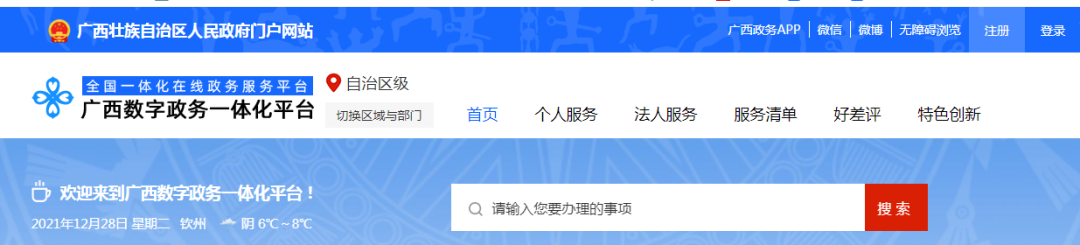 广西壮族自治区人民政府门户网站
广西政务APP 微信 微博 无障碍浏览 注册 登录
全国一体化在线政务服务平台
广西数字政务一体化平台
自治区级
切换区域与部门
首页 个人服务 法人服务 服务清单 好差评 特色创新
欢迎来到广西数字政务一体化平台！
2021年12月28日 星期二 钦州 阴 6℃~8℃
请输入您要办理的事项 搜索